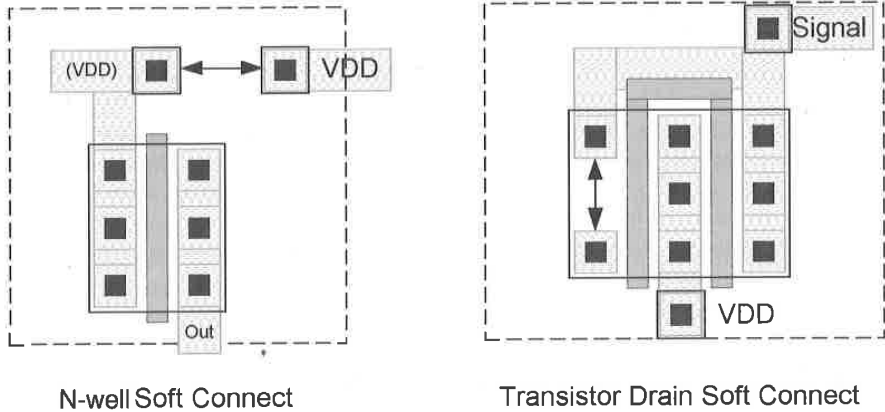 (VDD)
VDD
Out
N-well Soft Connect
Signal
VDD
Transistor Drain Soft Connect